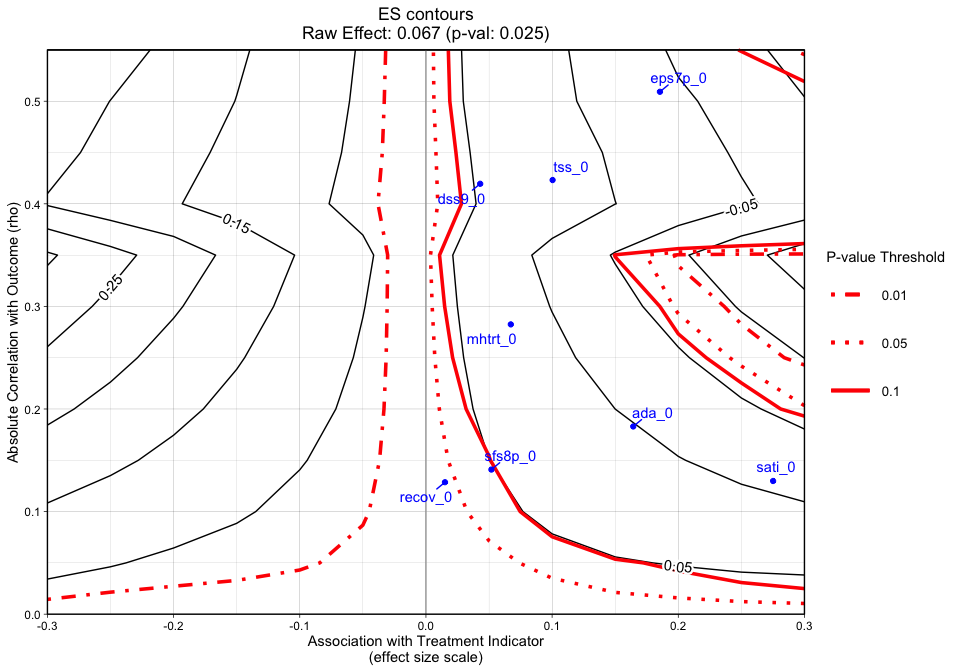 ES contours
Raw Effect: 0.067 (p-val: 0.025)
eps7p_0
tss_0
dss9_0
0.15
-0.05
0.25
mhtrt_0
ada_0
sfs8p_0
sati_0
recov_0
0.05
0.5
0.4
0.3
0.2
0.1
0.0
Absolute Correlation with Outcome (rho)
-0.3
-0.2
-0.1
0.0
0.1
0.2
0.3
Association with Treatment Indicator
(effect size scale)
P-value Threshold
0.01
0.05
0.1